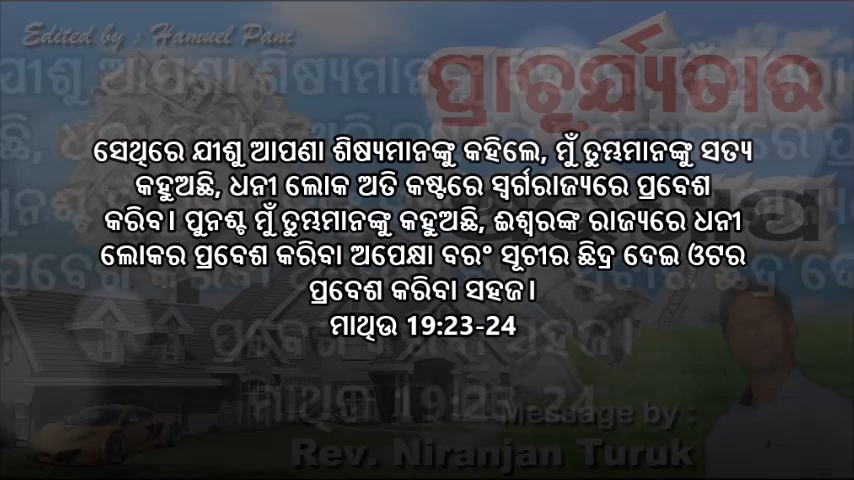 Edited by : Hamuel Pani
ପ୍ରାଚୂର୍ଯ୍ୟତାର
ସେଥିରେ ଯୀଶୁ ଆପଣା ଶିଷ୍ୟମାନଙ୍କୁ କହିଲେ, ମୁଁ ତୁମ୍ଭମାନଙ୍କୁ ସତ୍ୟ
କହୁଅଛି, ଧନୀ ଲୋକ ଅତି କଷ୍ଟରେ ସ୍ୱର୍ଗରାଜ୍ୟରେ ପ୍ରବେଶ
କରିବ। ପୁନଶ୍ଚ ମୁଁ ତୁମ୍ଭମାନଙ୍କୁ କହୁଅଛି, ଈଶ୍ୱରଙ୍କ ରାଜ୍ୟରେ ଧନୀ
ଲୋକର ପ୍ରବେଶ କରିବା ଅପେକ୍ଷା ବରଂ ସୂଚୀର ଛିଦ୍ର ଦେଇ ଓଟର
ପ୍ରବେଶ କରିବା ସହଜ।
ମାଥିଉ 19:23-24
Message by :
Rev. Niranjan Turuk